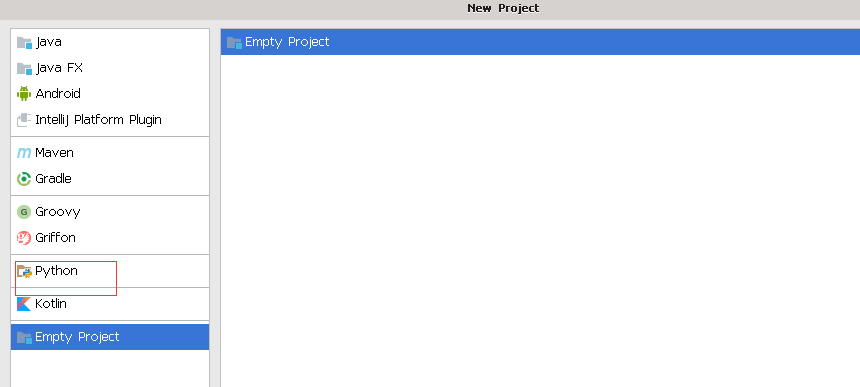 New Project
Java
Java FX
Android
IntelliJ Platform Plugin
Maven
Gradle
Groovy
Griffon
Python
Kotlin
Empty Project
Empty Project